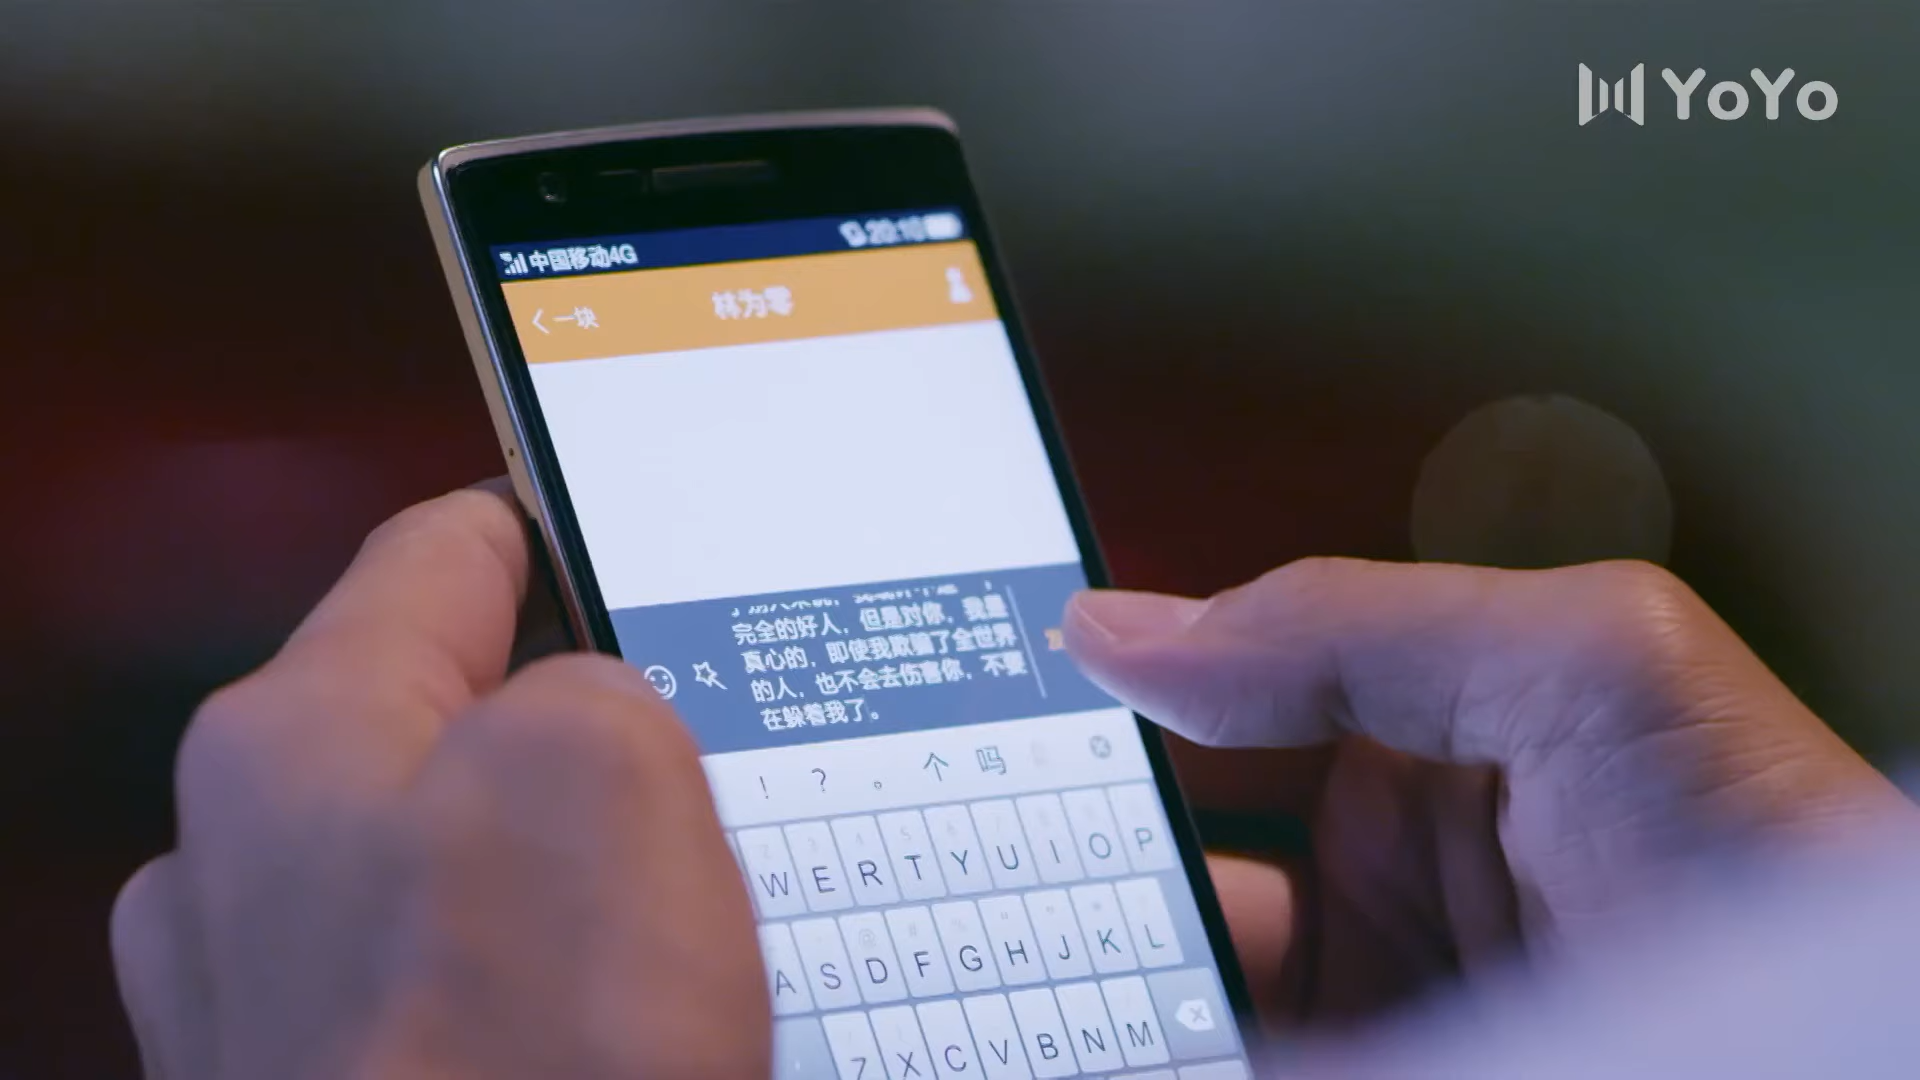 YoYo
中国移动4G
20:10
一块
林为零
完全的好人，但是对你，我是
真心的，即使我欺骗了全世界
的人，也不会去伤害你，不要
在躲着我了。
! ? 。 个 吗
W E R T Y U I O P
A S D F G H J K L
Z X C V B N M